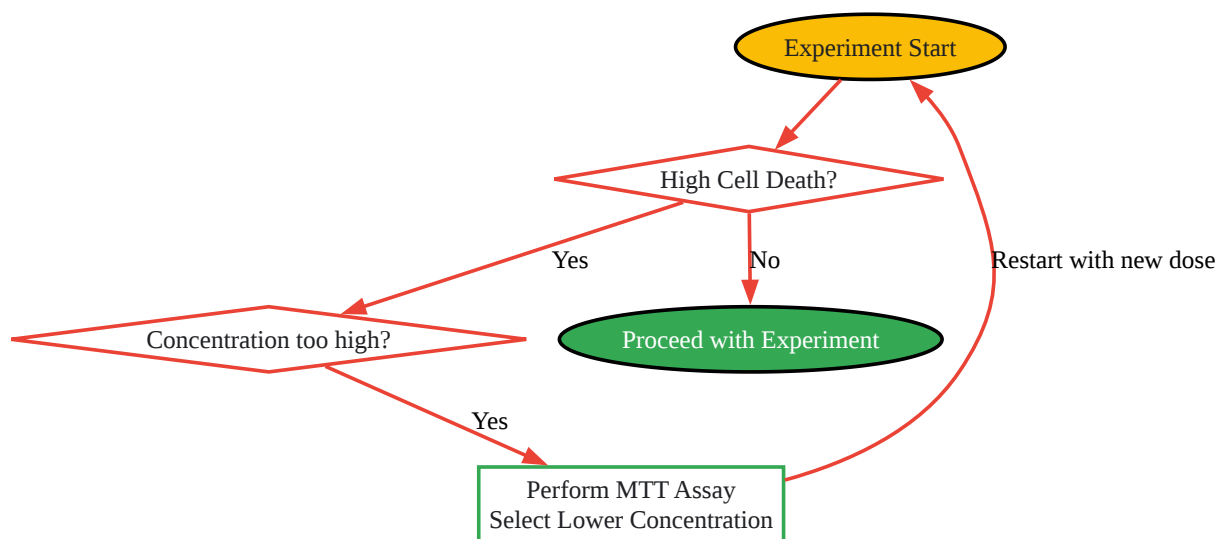 Experiment Start
High Cell Death?
Yes
No
Restart with new dose
Concentration too high?
Proceed with Experiment
Yes
Perform MTT Assay
Select Lower Concentration